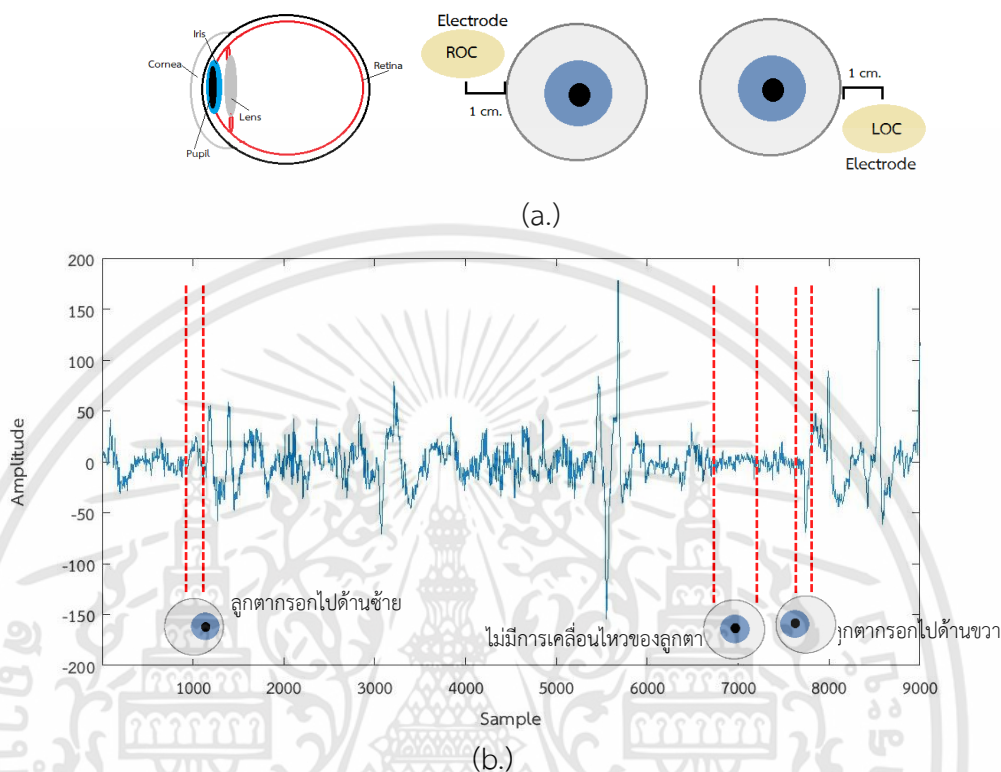 Electrode
ROC
1 cm.
Iris
Cornea
Retina
Lens
Pupil
1 cm.
LOC
Electrode
(a.)
200
150
100
50
0
-50
-100
-150
-200
Amplitude
ลูกตากรอกไปด้านซ้าย
ไม่มีการเคลื่อนไหวของลูกตา
ูกตากรอกไปด้านขวา
1000 2000 3000 4000 5000 6000 7000 8000 9000
Sample
(b.)